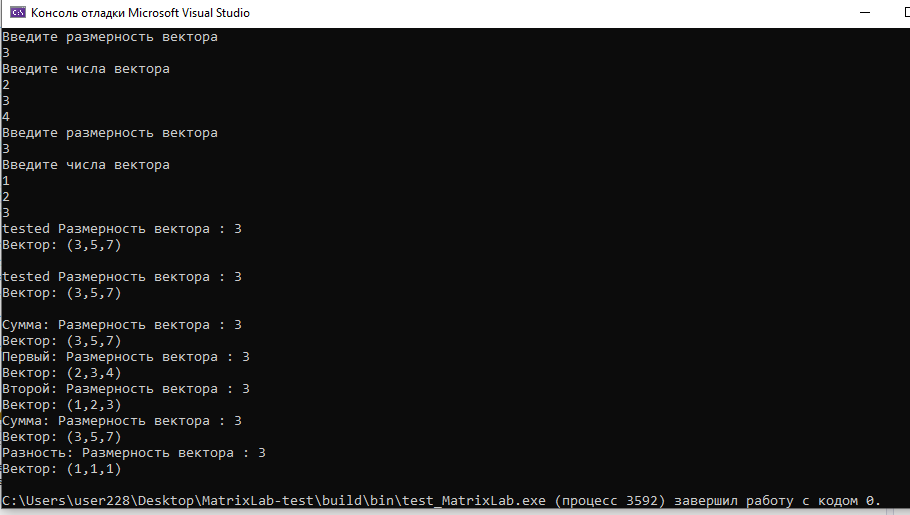 Консоль отладки Microsoft Visual Studio
Введите размерность вектора
3
Введите числа вектора
2
3
4
Введите размерность вектора
3
Введите числа вектора
1
2
3
tested Размерность вектора : 3
Вектор: (3,5,7)
tested Размерность вектора : 3
Вектор: (3,5,7)
Сумма: Размерность вектора : 3
Вектор: (3,5,7)
Первый: Размерность вектора : 3
Вектор: (2,3,4)
Второй: Размерность вектора : 3
Вектор: (1,2,3)
Сумма: Размерность вектора : 3
Вектор: (3,5,7)
Разность: Размерность вектора : 3
Вектор: (1,1,1)
C:\Users\user228\Desktop\MatrixLab-test\build\bin\test_MatrixLab.exe (процесс 3592) завершил работу с кодом 0.